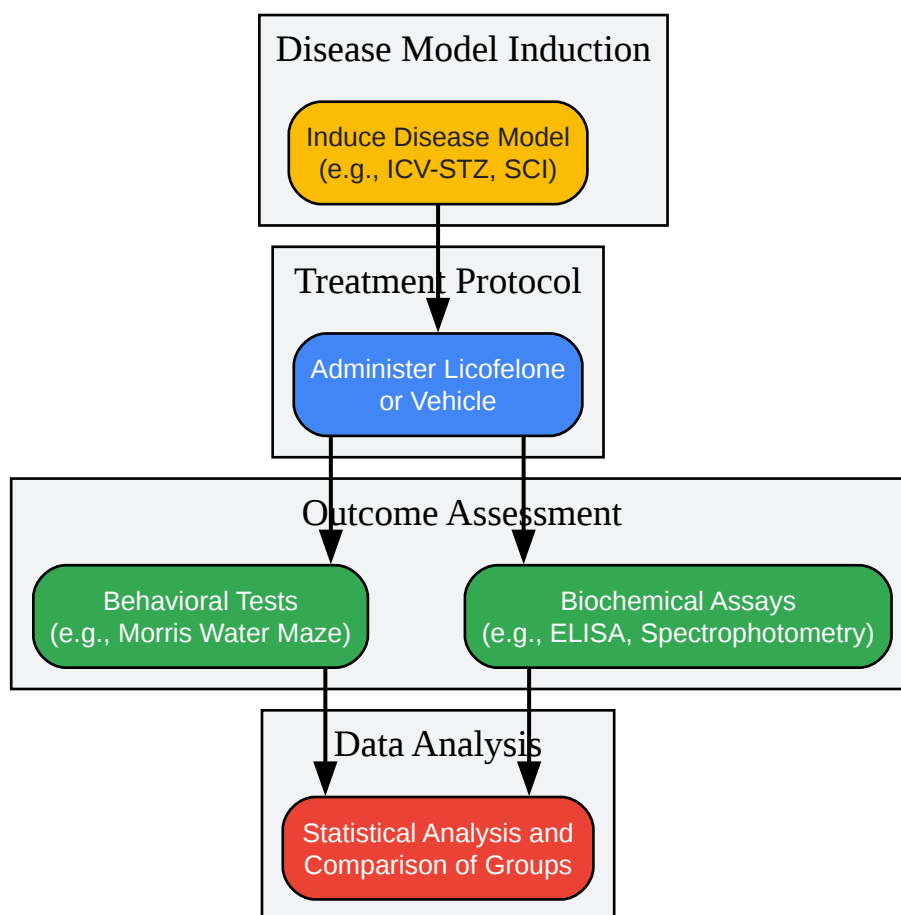 Disease Model Induction
Induce Disease Model
(e.g., ICV-STZ, SCI)
Treatment Protocol
Administer Licofelone
or Vehicle
Outcome Assessment
Behavioral Tests
(e.g., Morris Water Maze)
Biochemical Assays
(e.g., ELISA, Spectrophotometry)
Data Analysis
Statistical Analysis and
Comparison of Groups